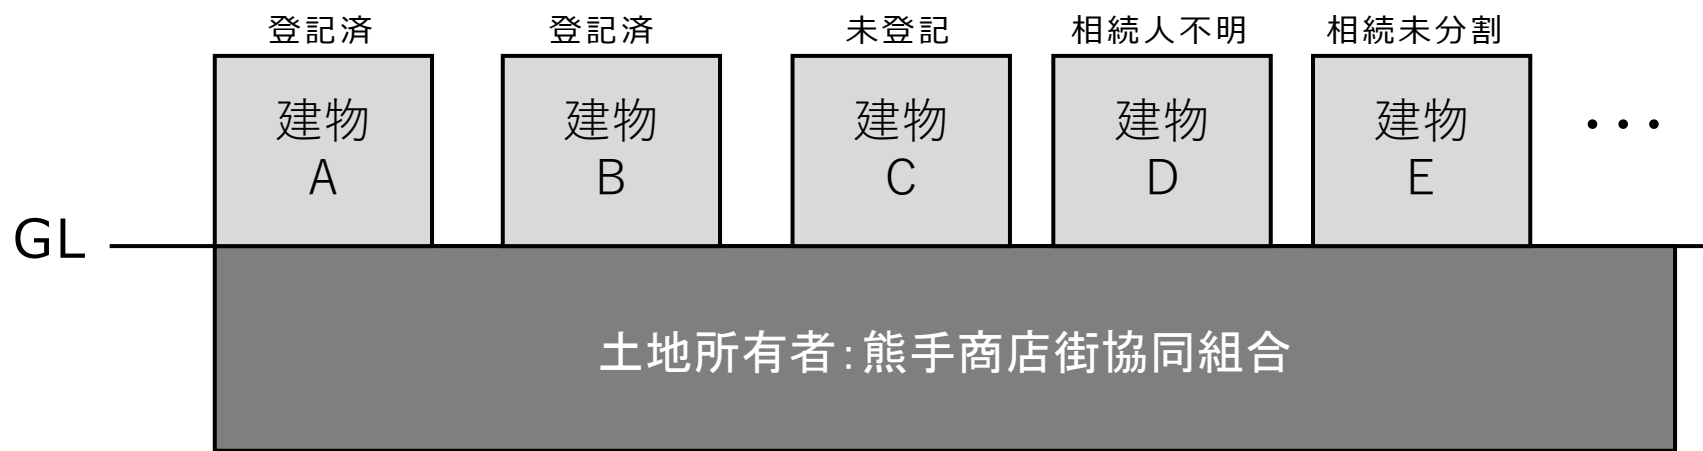 登記済
登記済
未登記
相続人不明
相続未分割
建物
A
建物
B
建物
C
建物
D
建物
E
・・・
GL
土地所有者：熊手商店街協同組合